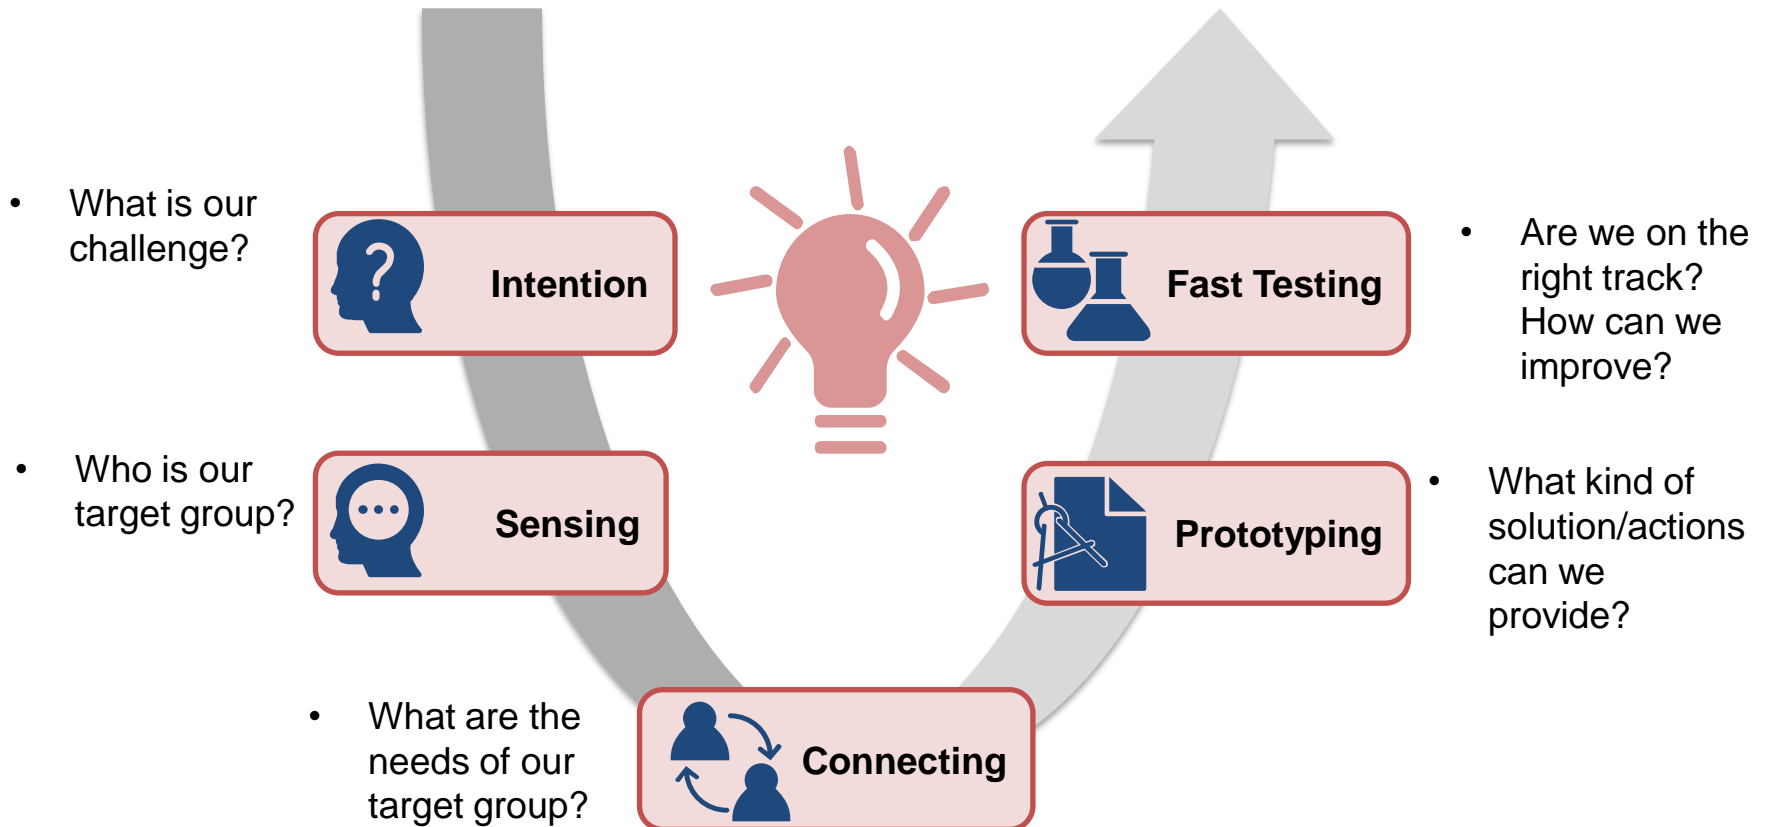 • What is our
challenge?
Intention
• Who is our
target group?
Sensing
• What are the
needs of our
target group?
Connecting
Prototyping
• What kind of
solution/actions
can we
provide?
Fast Testing
• Are we on the
right track?
How can we
improve?